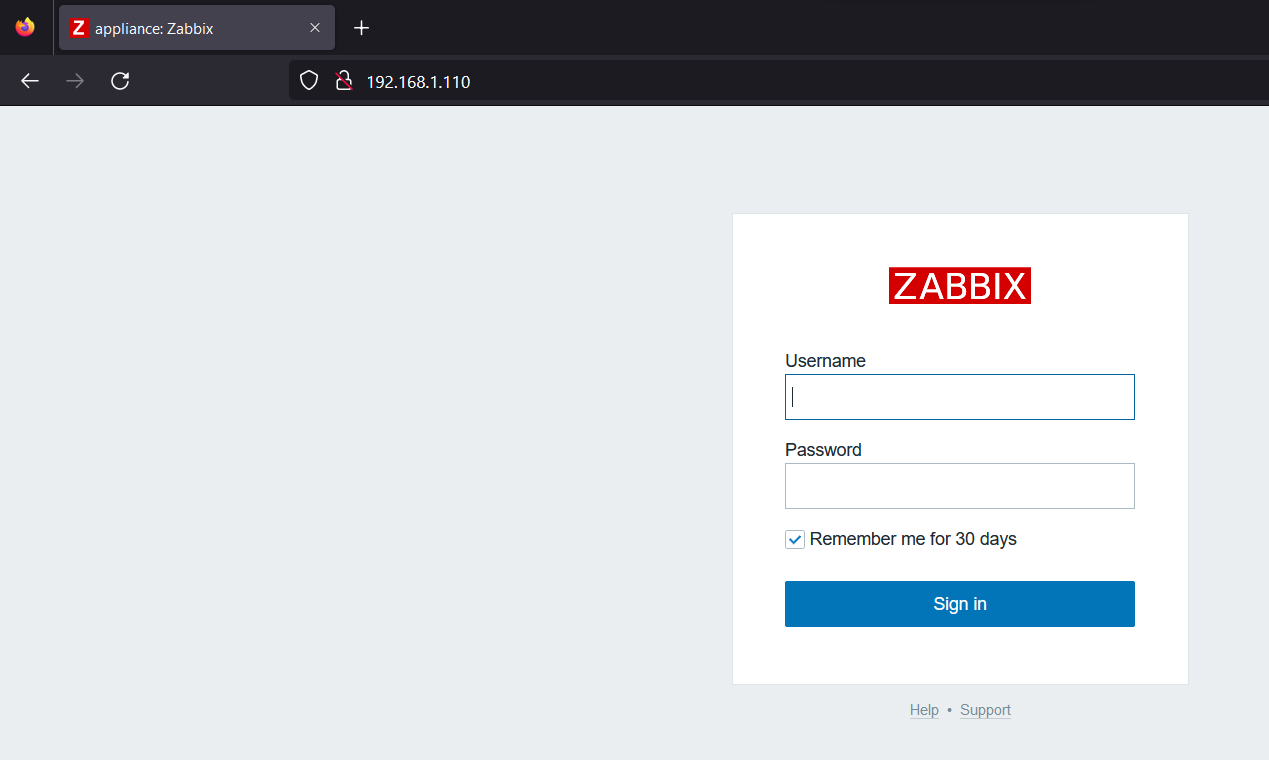 Z appliance: Zabbix
192.168.1.110
ZABBIX
Username
Password
Remember me for 30 days
Sign in
Help • Support